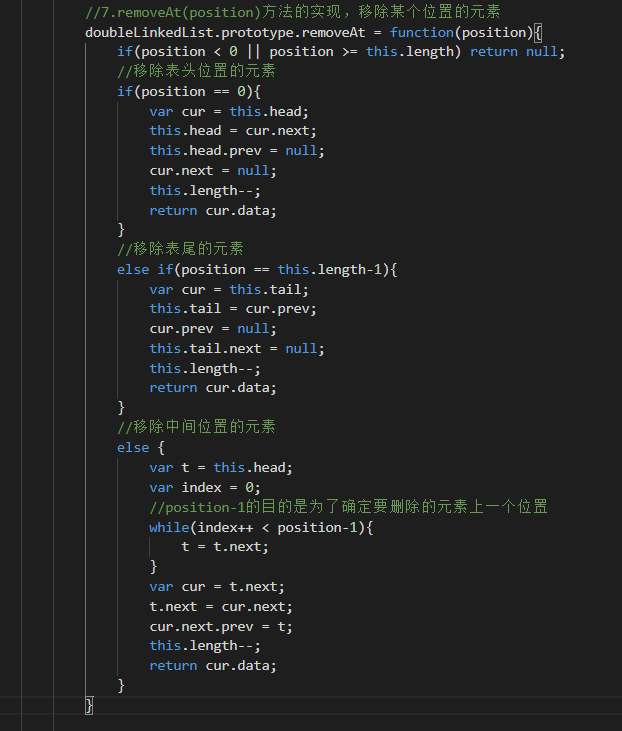 //7.removeAt(position)方法的实现，移除某个位置的元素
doubleLinkedList.prototype.removeAt = function(position){
if(position < 0 || position >= this.length) return null;
//移除表头位置的元素
if(position == 0){
var cur = this.head;
this.head = cur.next;
this.head.prev = null;
cur.next = null;
this.length--;
return cur.data;
}
//移除表尾的元素
else if(position == this.length-1){
var cur = this.tail;
this.tail = cur.prev;
cur.prev = null;
this.tail.next = null;
this.length--;
return cur.data;
}
//移除中间位置的元素
else {
var t = this.head;
var index = 0;
//position-1的目的是为了确定要删除的元素上一个位置
while(index++ < position-1){
t = t.next;
}
var cur = t.next;
t.next = cur.next;
cur.next.prev = t;
this.length--;
return cur.data;
}
}